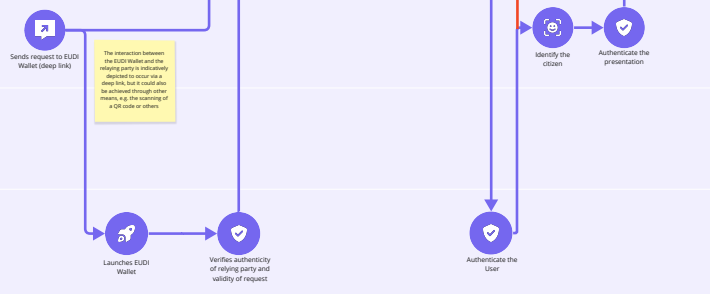 Sends request to EUDI
Wallet (deep link)
The interaction between
the EUDI Wallet and the
relaying party is indicatively
depicted to occur via a
deep link, but it could also
be achieved through other
means, e.g. the scanning of
a QR code or others
Identify the
citizen
Authenticate the
presentation
Launches EUDI
Wallet
Verifies authenticity
of relying party and
validity of request
Authenticate the
User